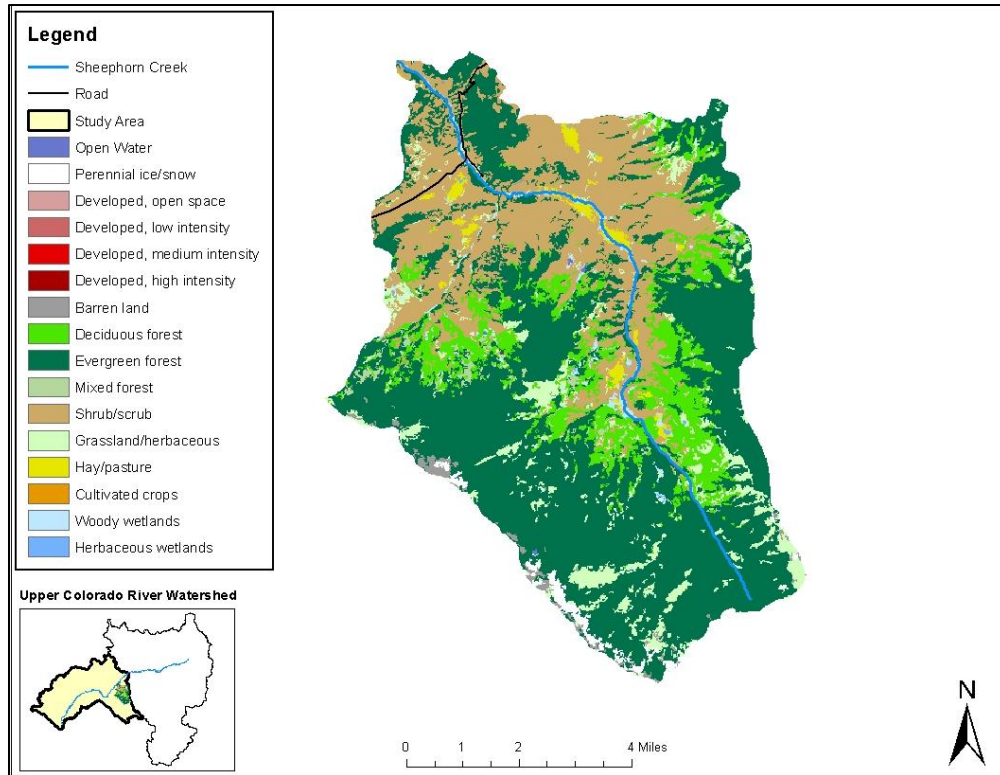 Legend
Sheephorn Creek
Road
Study Area
Open Water
Perennial ice/snow
Developed, open space
Developed, low intensity
Developed, medium intensity
Developed, high intensity
Barren land
Deciduous forest
Evergreen forest
Mixed forest
Shrub/scrub
Grassland/herbaceous
Hay/pasture
Cultivated crops
Woody wetlands
Herbaceous wetlands
Upper Colorado River Watershed
0 1 2 4 Miles
N